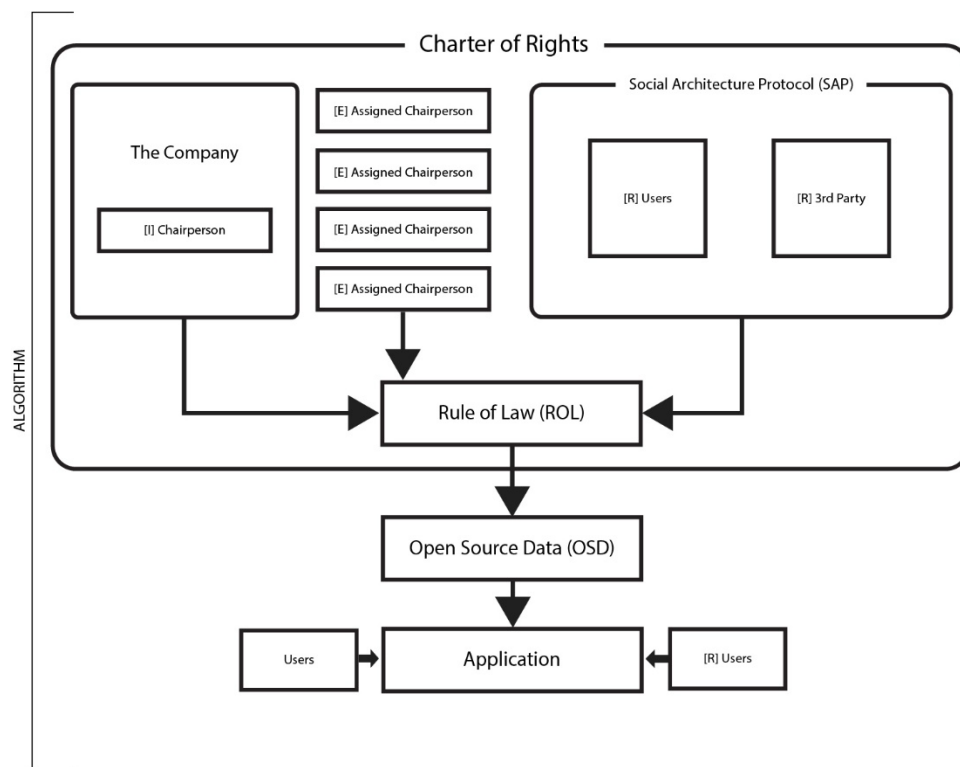 Charter of Rights
The Company
[I] Chairperson
[E] Assigned Chairperson
[E] Assigned Chairperson
[E] Assigned Chairperson
[E] Assigned Chairperson
Social Architecture Protocol (SAP)
[R] Users
[R] 3rd Party
ALGORITHM
Rule of Law (ROL)
Open Source Data (OSD)
Users
Application
[R] Users